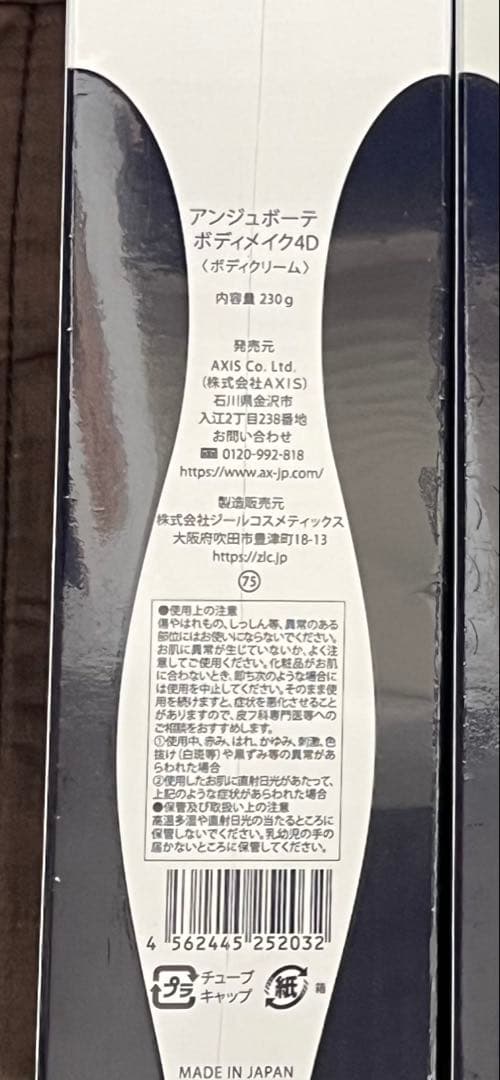 アンジュボーテ
ボディメイク4D
〈ボディクリーム〉
内容量 230g
発売元
AXIS Co. Ltd.
(株式会社AXIS)
石川県金沢市
入江2丁目238番地
お問い合わせ
0120-992-818
https://www.ax-jp.com/
製造販売元
株式会社ジールコスメティックス
大阪府吹田市豊津町18-13
https://zlc.jp
75
●使用上の注意
傷やはれもの、しっしん等、異常のある
部位にはお使いにならないでください。
お肌に異常が生じていないか、よく注
意してご使用ください。化粧品がお肌
に合わないとき、即ち次のような場合に
は使用を中止してください。そのまま使
用を続けますと、症状を悪化させること
がありますので、皮フ科専門医等への
ご相談をおすすめします。
①使用中、赤み、はれ、かゆみ、刺激、色
抜け(白斑等)や黒ずみ等の異常があ
らわれた場合
②使用したお肌に直射日光があたって、
上記のような症状があらわれた場合
●保管及び取扱い上の注意
高温多湿や直射日光の当たるところに
保管しないでください。乳幼児の手の
届かないところに保管してください。
4 562445 252032
プラ チューブ
キャップ
紙 箱
MADE IN JAPAN